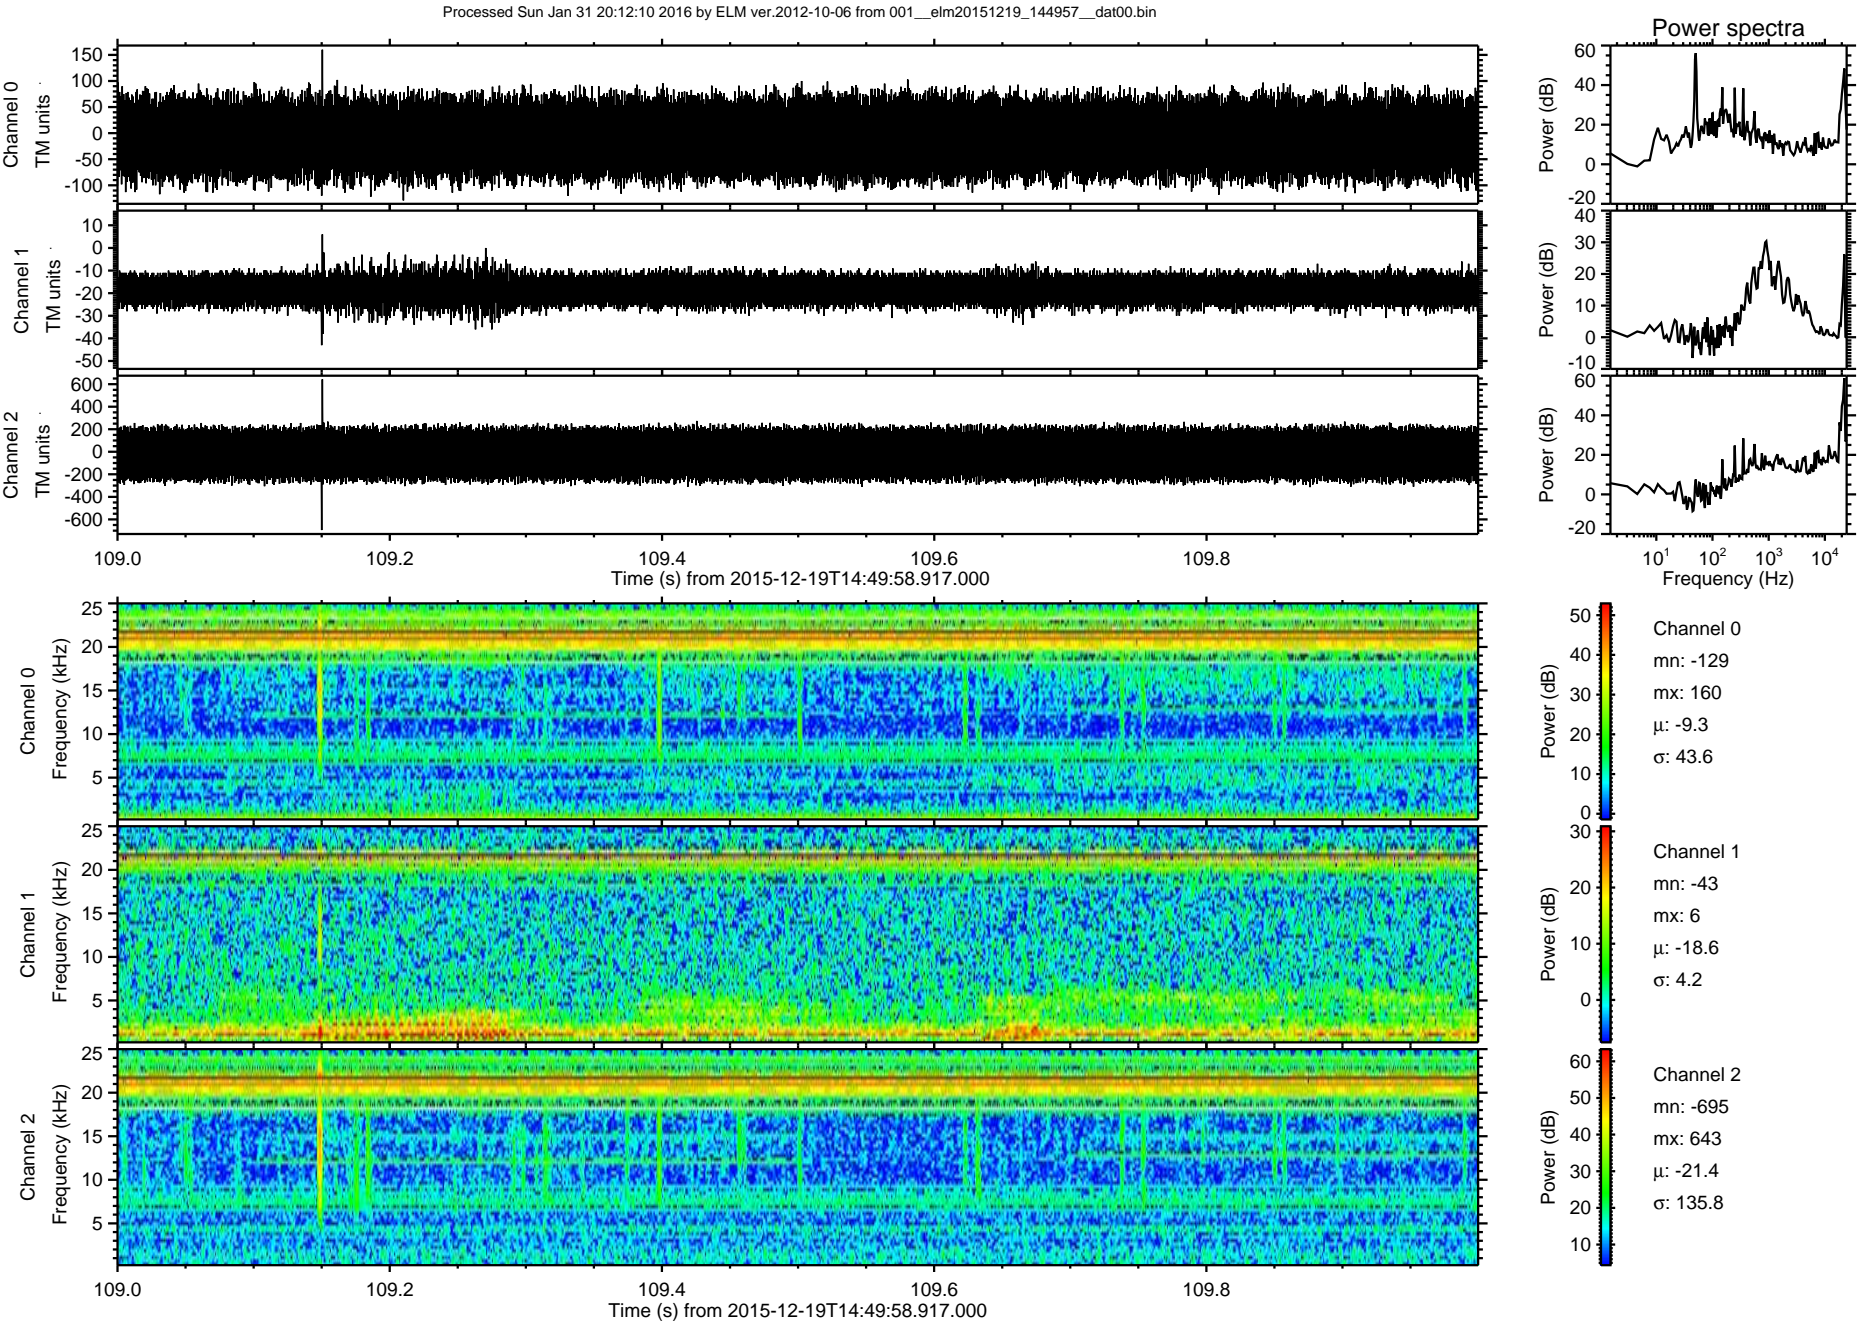 Processed Sun Jan 31 20:12:10 2016 by ELM ver.2012-10-06 from 001__elm20151219_144957__dat00.bin
Power spectra
Channel 0
TM units
150
100
50
0
-50
-100
Power (dB)
60
40
20
0
-20
Channel 1
TM units
10
0
-10
-20
-30
-40
-50
Power (dB)
40
30
20
10
0
-10
Channel 2
TM units
600
400
200
0
-200
-400
-600
Power (dB)
60
40
20
0
-20
109.0 109.2 109.4 109.6 109.8
Time (s) from 2015-12-19T14:49:58.917.000
10^1 10^2 10^3 10^4
Frequency (Hz)
Channel 0
Frequency (kHz)
25
20
15
10
5
Power (dB)
50
40
30
20
10
0
Channel 0
mn: -129
mx: 160
µ: -9.3
σ: 43.6
Channel 1
Frequency (kHz)
25
20
15
10
5
Power (dB)
30
20
10
0
Channel 1
mn: -43
mx: 6
µ: -18.6
σ: 4.2
Channel 2
Frequency (kHz)
25
20
15
10
5
Power (dB)
60
50
40
30
20
10
Channel 2
mn: -695
mx: 643
µ: -21.4
σ: 135.8
109.0 109.2 109.4 109.6 109.8
Time (s) from 2015-12-19T14:49:58.917.000